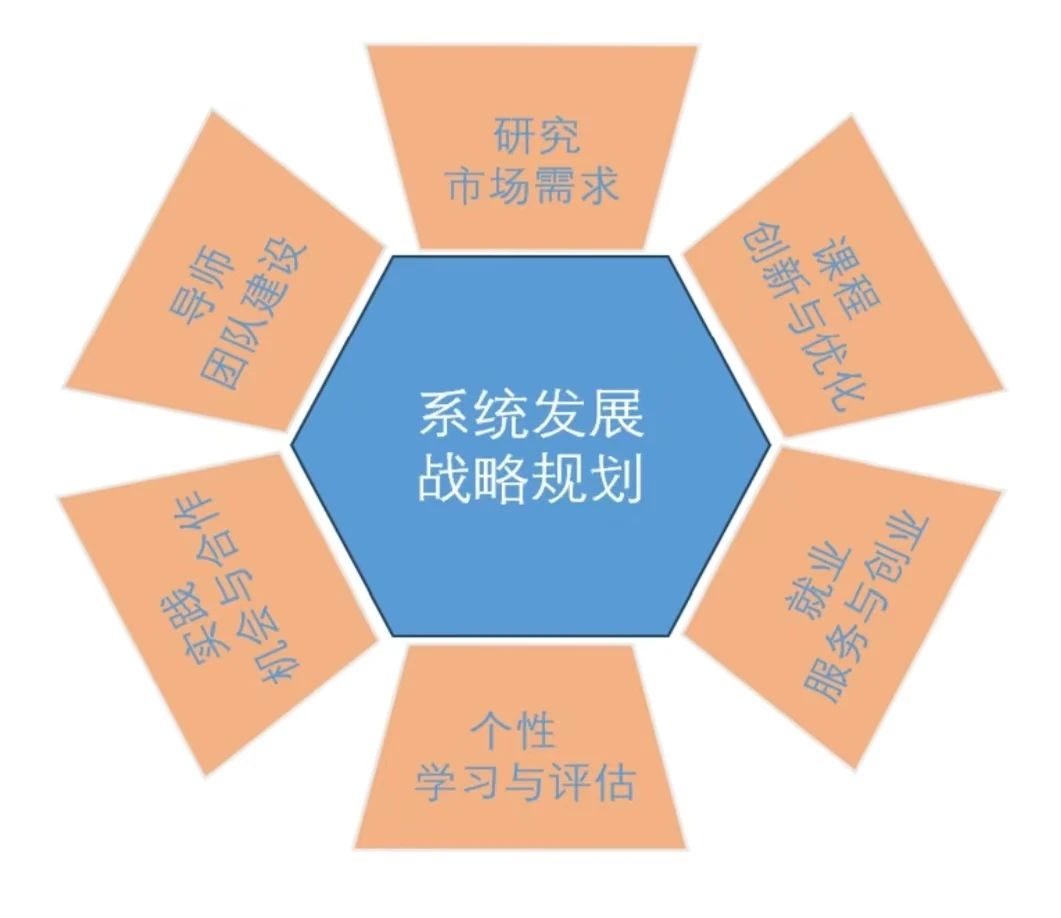 研究
市场需求
课程
创新与优化
就业
服务与创业
个性
学习与评估
实践
机会与合作
导师
团队建设
系统发展
战略规划